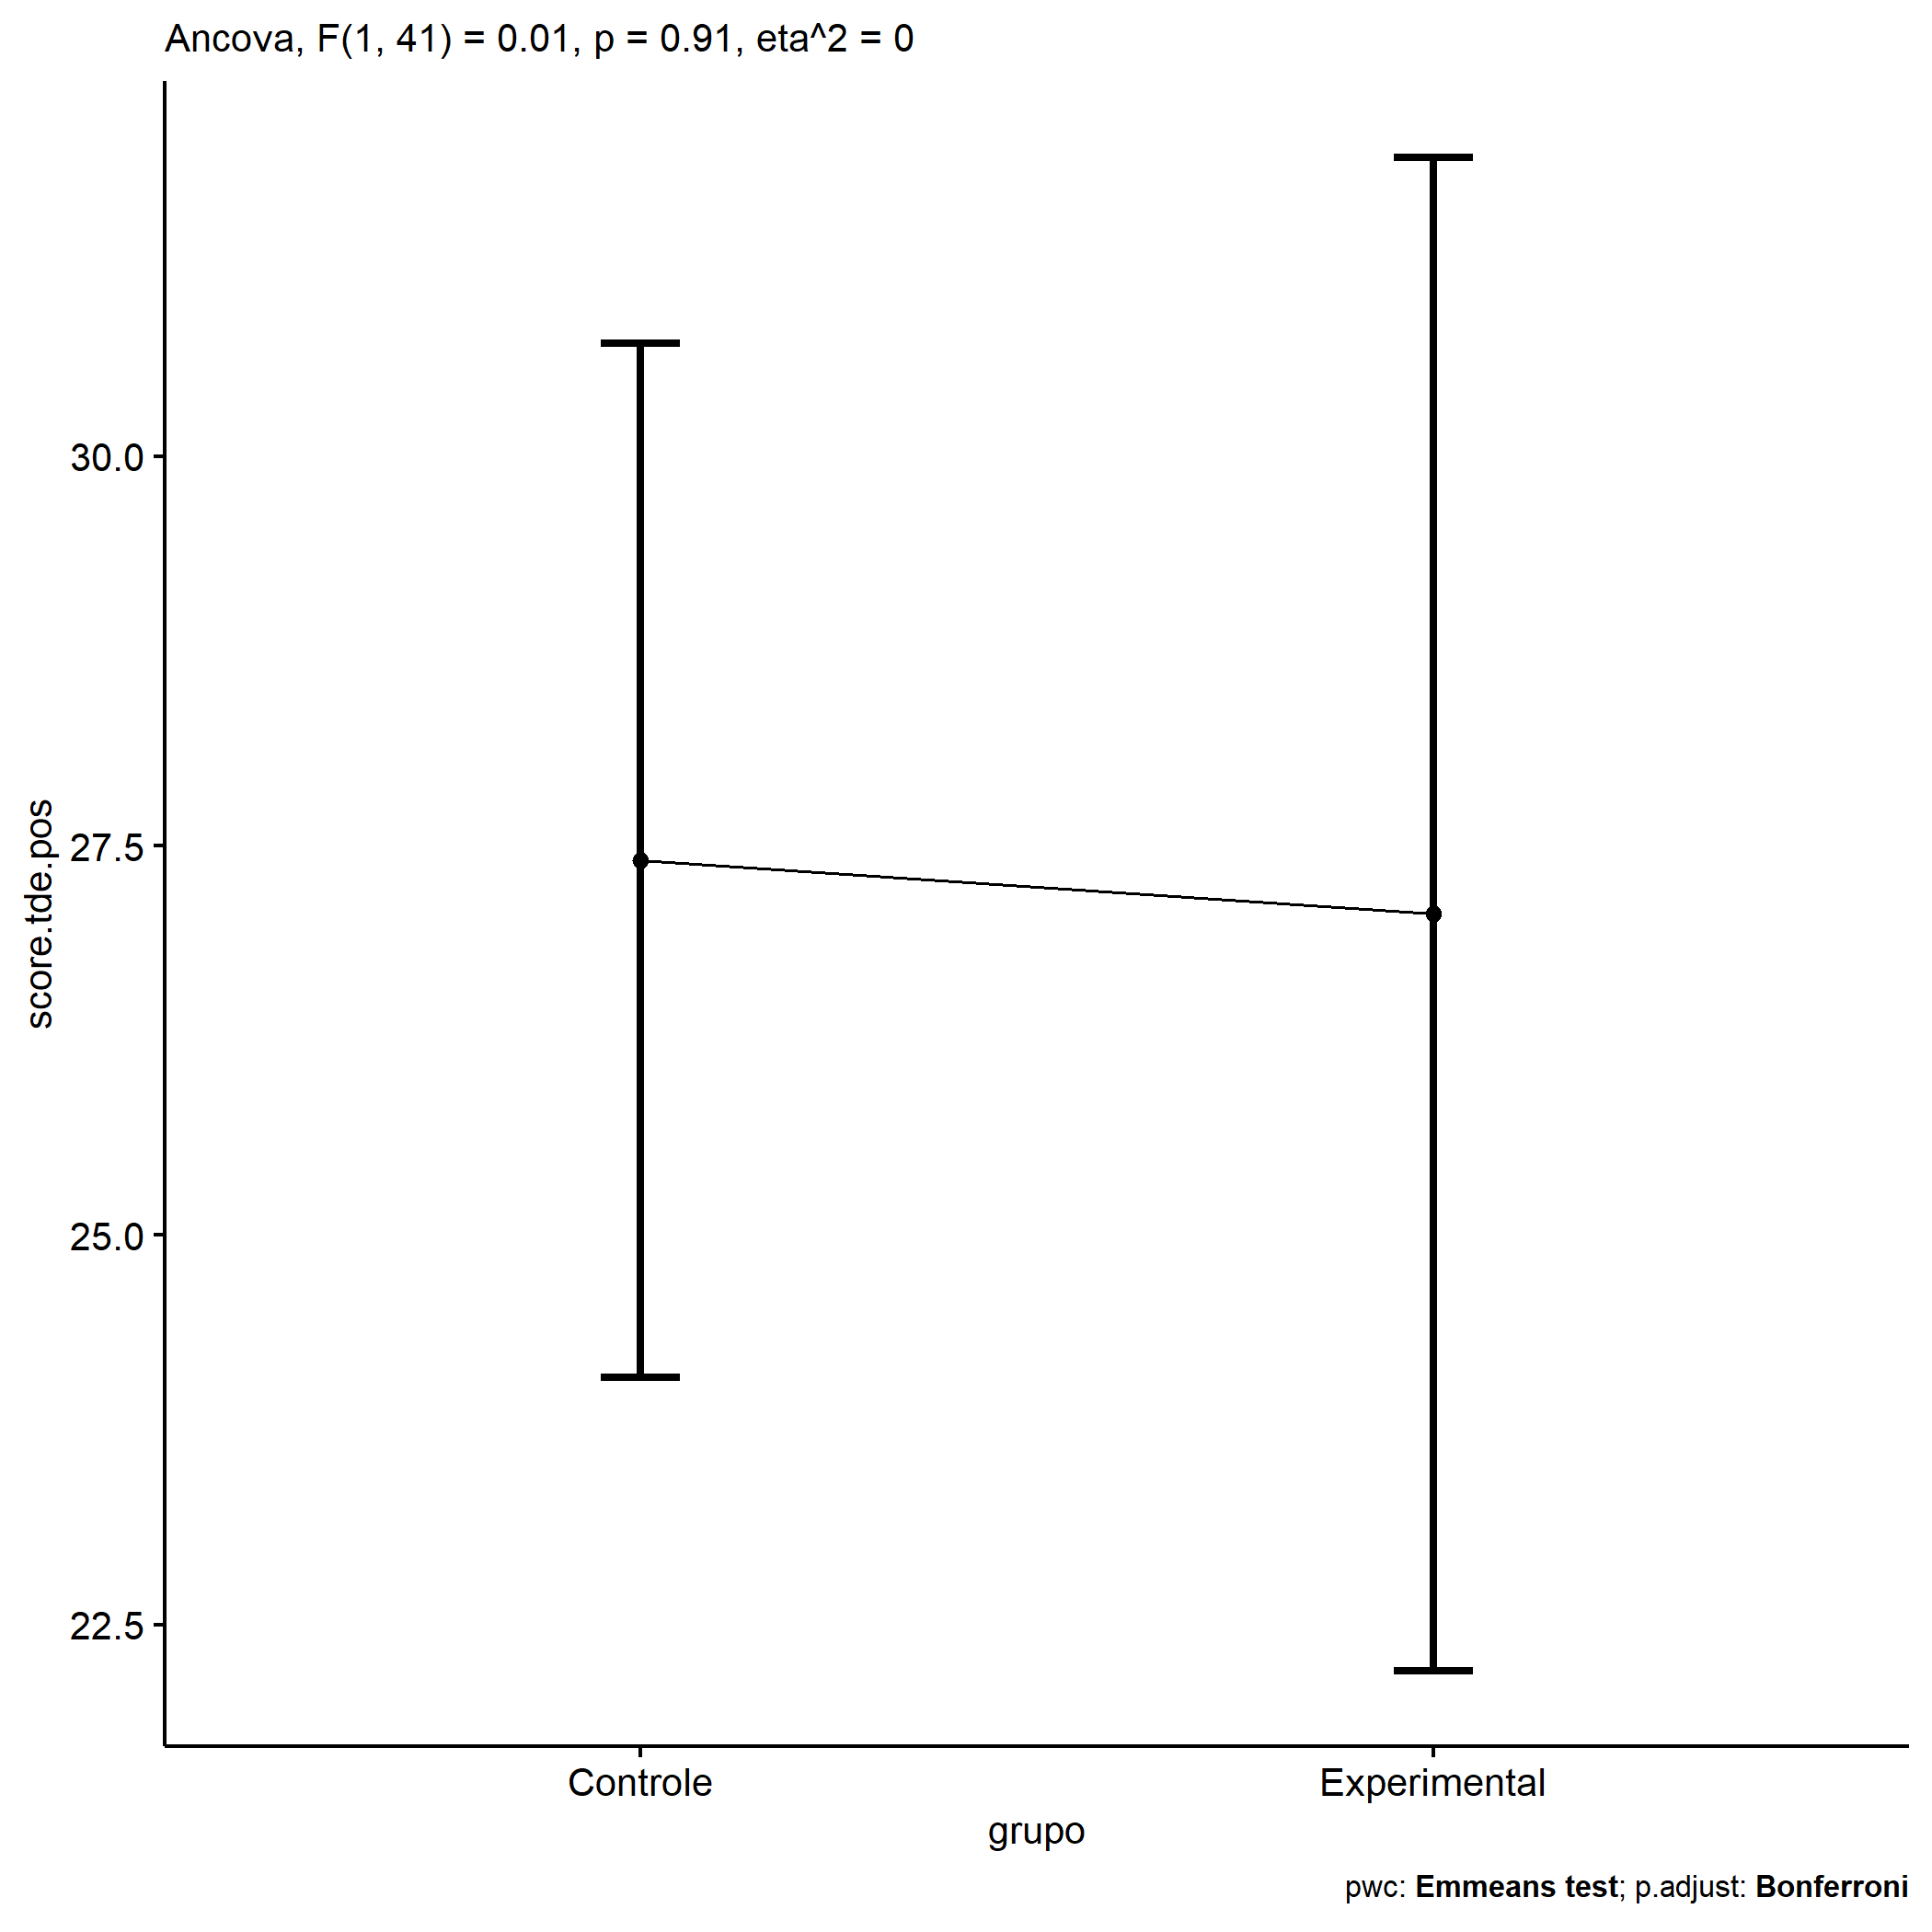 Ancova, F(1, 41) = 0.01, p = 0.91, eta^2 = 0
score.tde.pos
30.0
27.5
25.0
22.5
Controle
Experimental
grupo
pwc: Emmeans test; p.adjust: Bonferroni